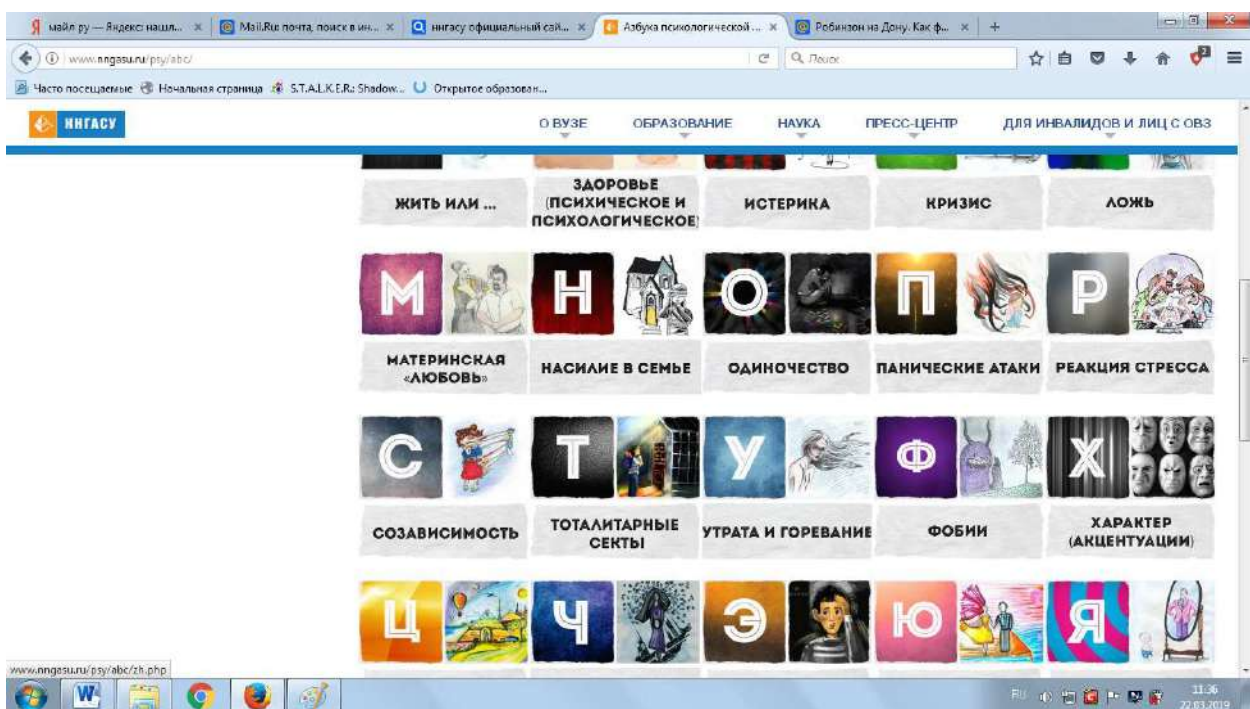 майл ру — Яндекс: нашл...
Mail.Ru: почта, поиск в ин...
ннгасу официальный сай...
Азбука психологической ...
Робинзон на Дону. Как ф...
www.nngasu.ru/psy/abc/
Поиск
Часто посещаемые
Начальная страница
S.T.A.L.K.E.R.: Shadow...
Открытое образован...
ННГАСУ
О ВУЗЕ
ОБРАЗОВАНИЕ
НАУКА
ПРЕСС-ЦЕНТР
ДЛЯ ИНВАЛИДОВ И ЛИЦ С ОВЗ
ЖИТЬ ИЛИ ...
ЗДОРОВЬЕ
(ПСИХИЧЕСКОЕ И
ПСИХОЛОГИЧЕСКОЕ)
ИСТЕРИКА
КРИЗИС
ЛОЖЬ
М
Н
О
П
Р
МАТЕРИНСКАЯ
«ЛЮБОВЬ»
НАСИЛИЕ В СЕМЬЕ
ОДИНОЧЕСТВО
ПАНИЧЕСКИЕ АТАКИ
РЕАКЦИЯ СТРЕССА
С
Т
У
Ф
Х
СОЗАВИСИМОСТЬ
ТОТАЛИТАРНЫЕ
СЕКТЫ
УТРАТА И ГОРЕВАНИЕ
ФОБИИ
ХАРАКТЕР
(АКЦЕНТУАЦИИ)
Ц
Ч
Э
Ю
Я
www.nngasu.ru/psy/abc/zh.php
RU
11:36
22.03.2019